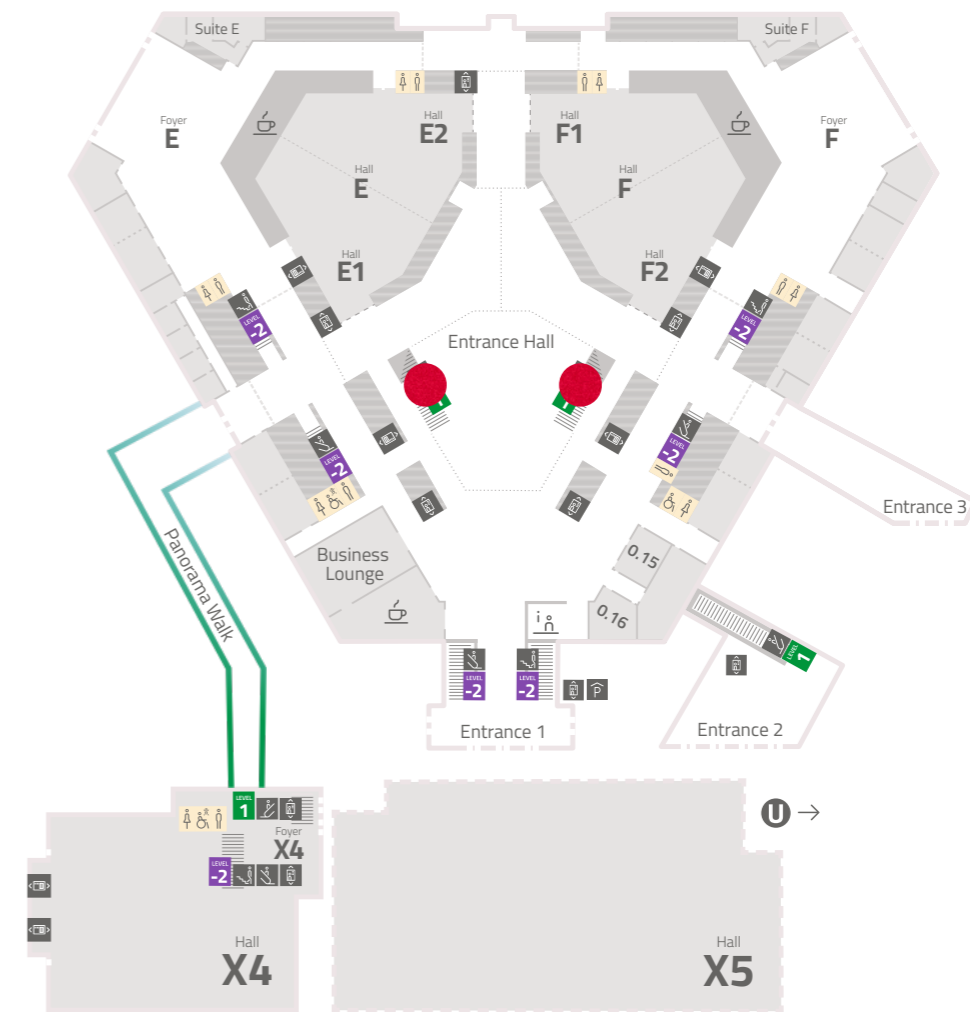 Suite E
Suite F
Foyer
E
Foyer
F
Hall
E2
Hall
F1
Hall
E
Hall
F
Hall
E1
Hall
F2
LEVEL
-2
LEVEL
-2
Entrance Hall
1
1
LEVEL
-2
LEVEL
-2
Entrance 3
Panorama Walk
Business
Lounge
0.15
0.16
i
LEVEL
1
LEVEL
-2
LEVEL
-2
P
Entrance 1
Entrance 2
LEVEL
1
U
Foyer
X4
LEVEL
-2
Hall
X4
Hall
X5